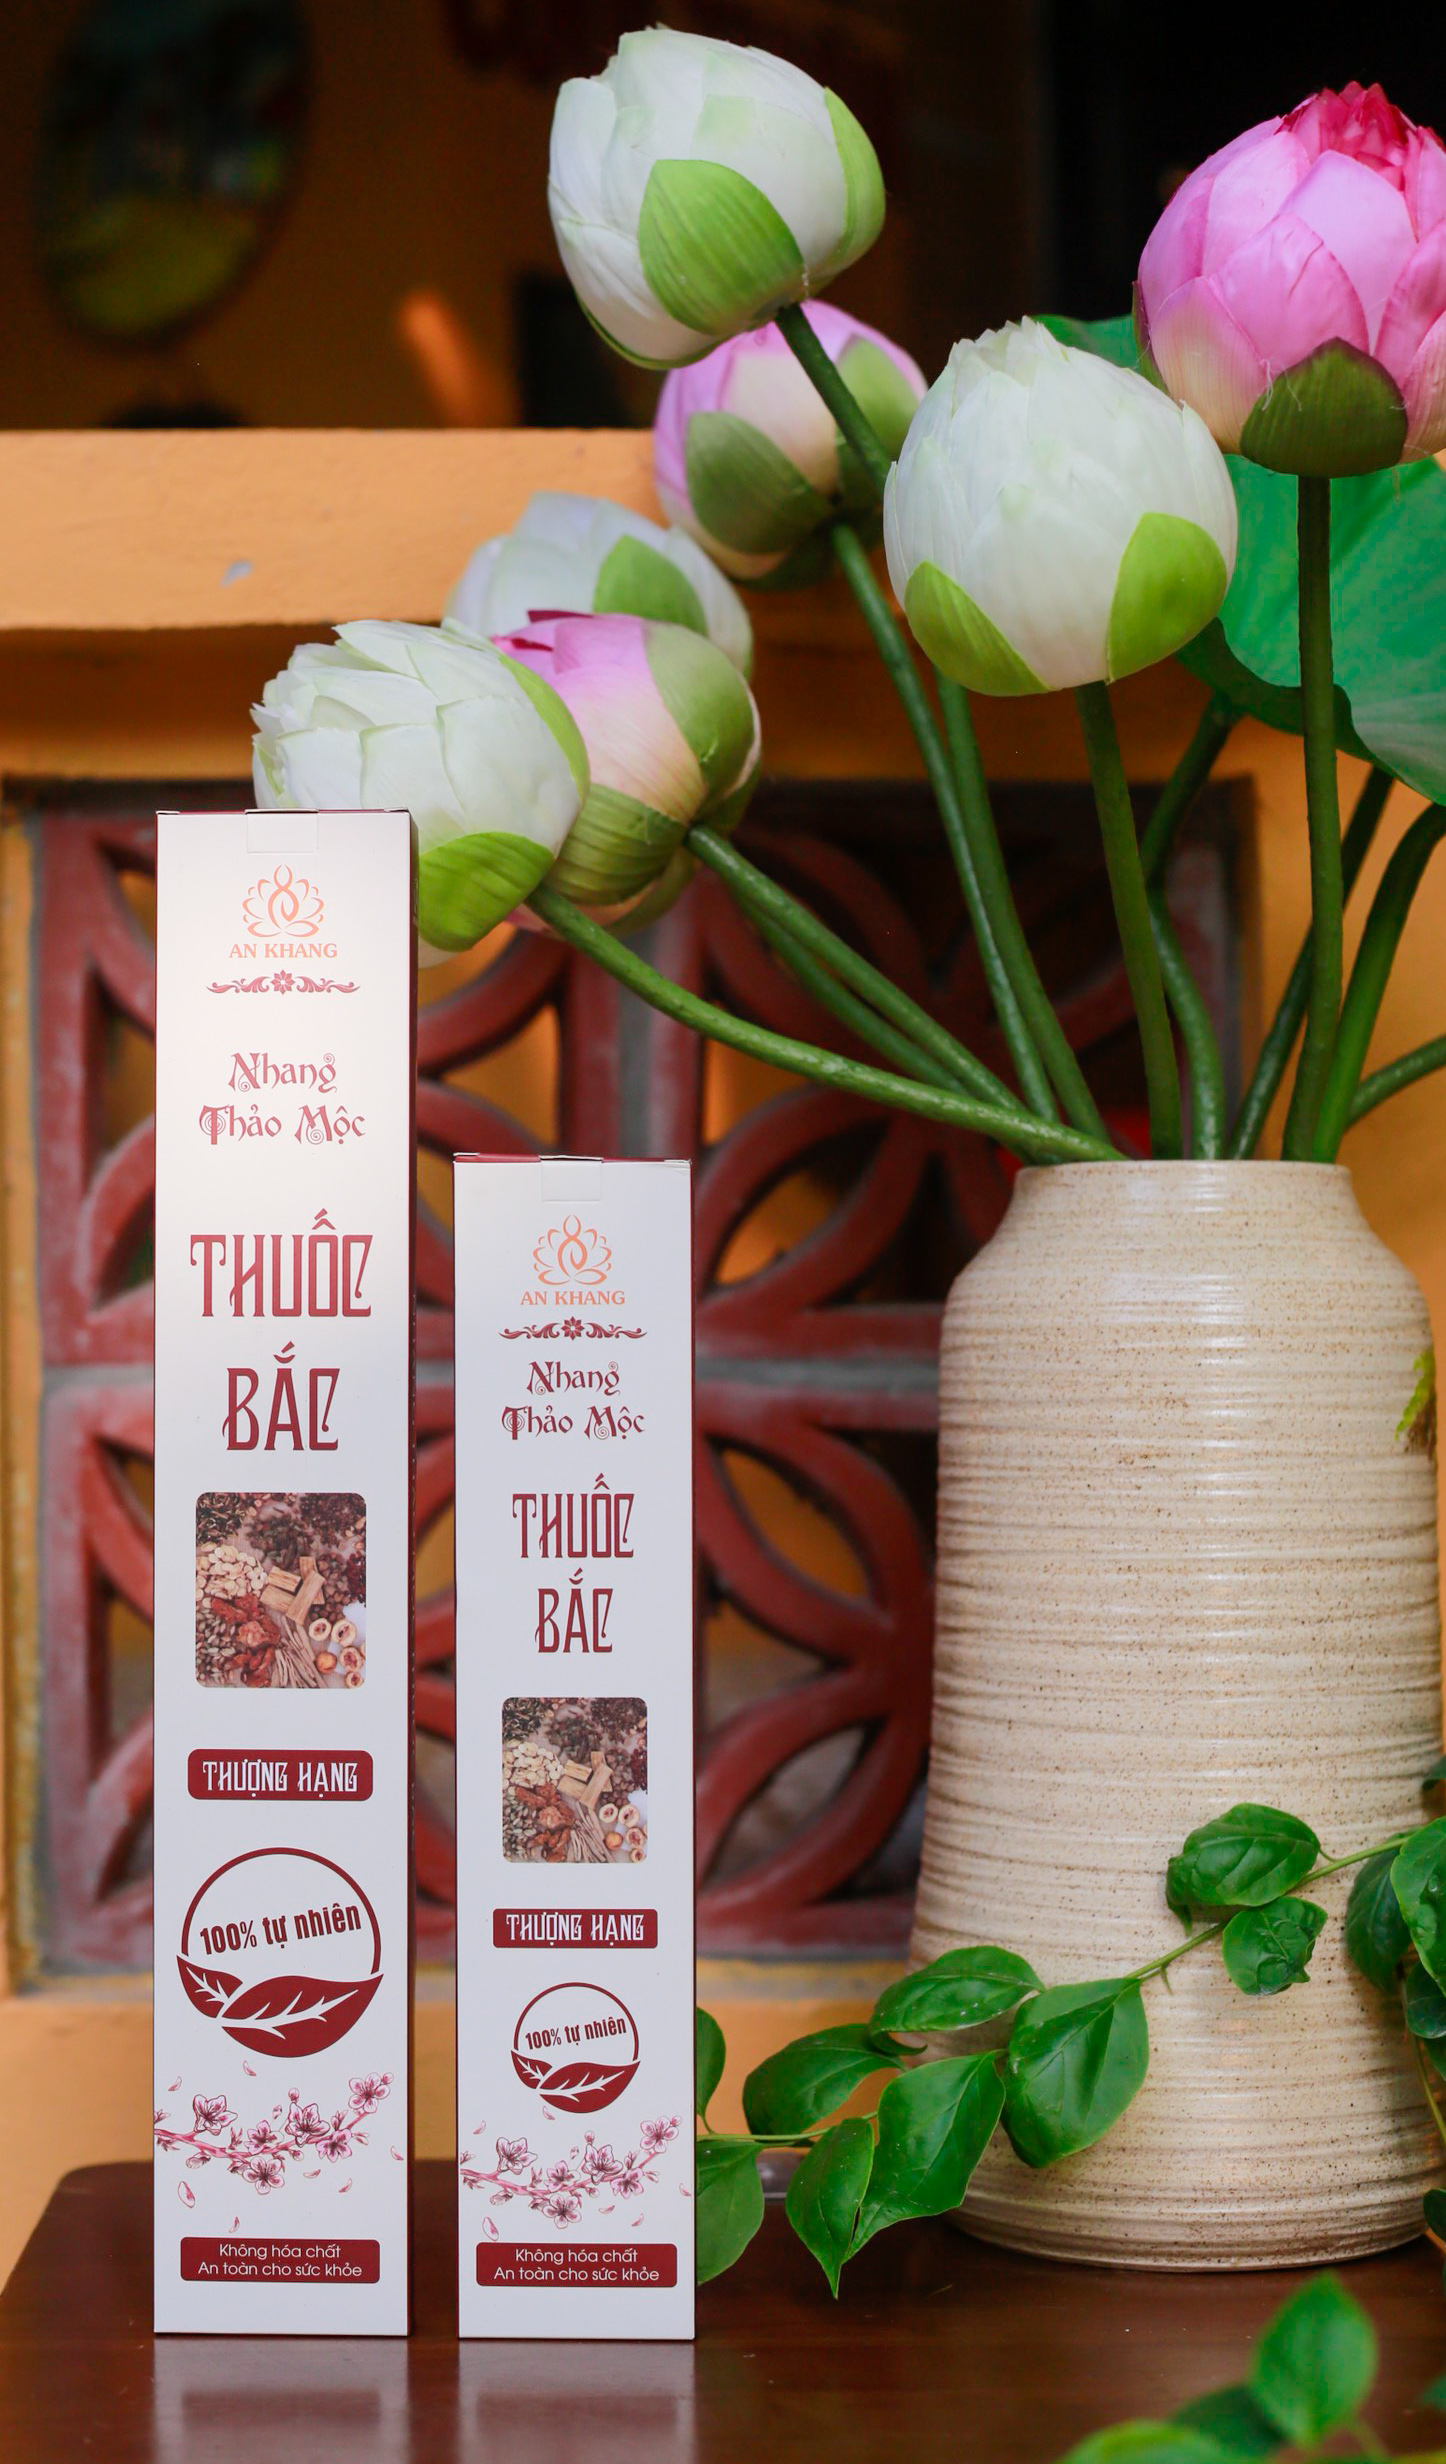 AN KHANG
Nhang
Thảo Mộc
THUỐC
BẮC
THƯỢNG HẠNG
100% tự nhiên
Không hóa chất
An toàn cho sức khỏe
AN KHANG
Nhang
Thảo Mộc
THUỐC
BẮC
THƯỢNG HẠNG
100% tự nhiên
Không hóa chất
An toàn cho sức khỏe